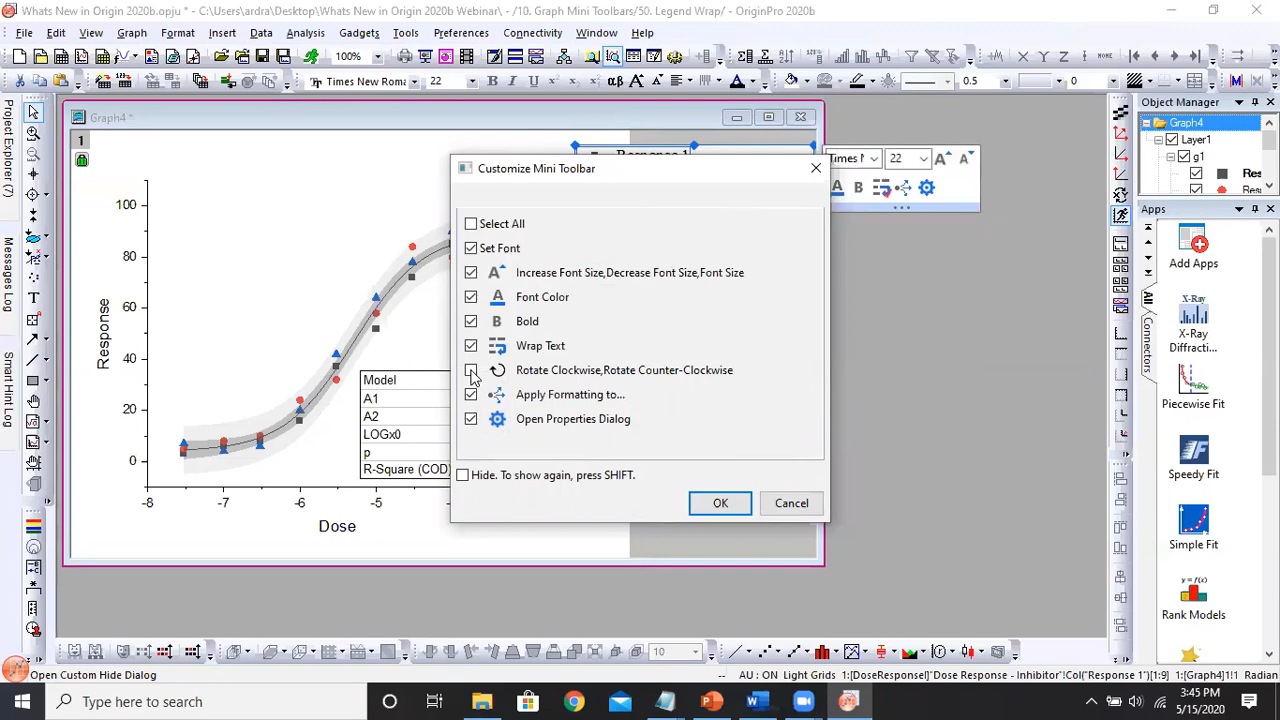 Whats New in Origin 2020b.opju * - C:\Users\ardra\Desktop\Whats New in Origin 2020b Webinar\ - /10. Graph Mini Toolbars/50. Legend Wrap/ - OriginPro 2020b
File Edit View Graph Format Insert Data Analysis Gadgets Tools Preferences Connectivity Window Help
100%
Times New Roma 22 B I U αβ A A 0.5 0
Project Explorer (7)
Messages Log
Smart Hint Log
Graph4 *
1
Response 1
Times N 22
Customize Mini Toolbar
Select All
Set Font
Increase Font Size,Decrease Font Size,Font Size
Font Color
Bold
Wrap Text
Rotate Clockwise,Rotate Counter-Clockwise
Apply Formatting to...
Open Properties Dialog
Hide. To show again, press SHIFT.
OK Cancel
100
80
60
40
20
0
Response
-8 -7 -6 -5
Dose
Model
A1
A2
LOGx0
p
R-Square (COD)
Object Manager
Graph4
Layer1
g1
Apps
All
Connectors
Add Apps
X-Ray
Diffracti...
Piecewise Fit
Speedy Fit
Simple Fit
Rank Models
10
Open Custom Hide Dialog
AU : ON Light Grids 1:[DoseResponse]"Dose Response - Inhibitor"!Col("Response 1")[1:9] 1:[Graph4]1!1 Radian
Type here to search
3:45 PM
5/15/2020